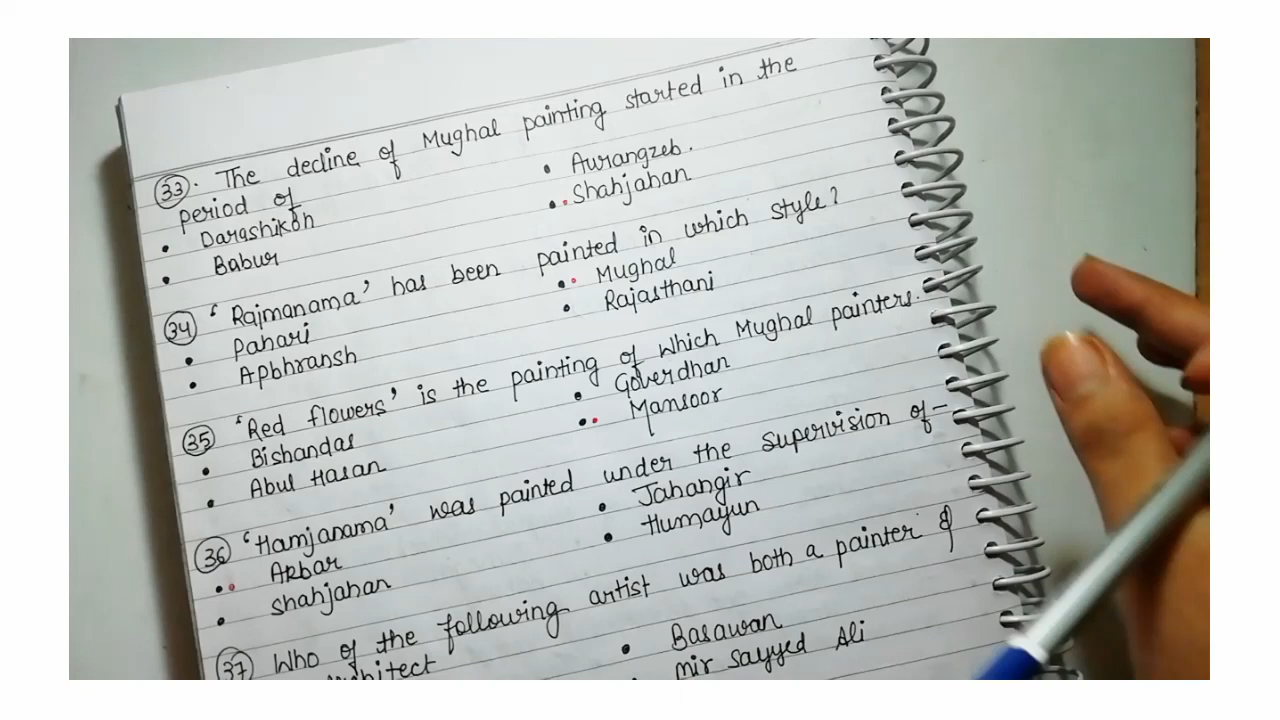 33. The decline of Mughal painting started in the
period of
• Darashikoh • Aurangzeb.
• Babur • Shahjahan
34 'Rajmanama' has been painted in which style?
• Pahari • Mughal
• Apbhransh • Rajasthani
35 'Red flowers' is the painting of which Mughal painters.
• Bishandas • Goverdhan
• Abul Hasan • Mansoor
36 'Hamjanama' was painted under the supervision of-
• Akbar • Jahangir
• Shahjahan • Humayun
37 Who of the following artist was both a painter &
• Basawan
mir sayyed Ali